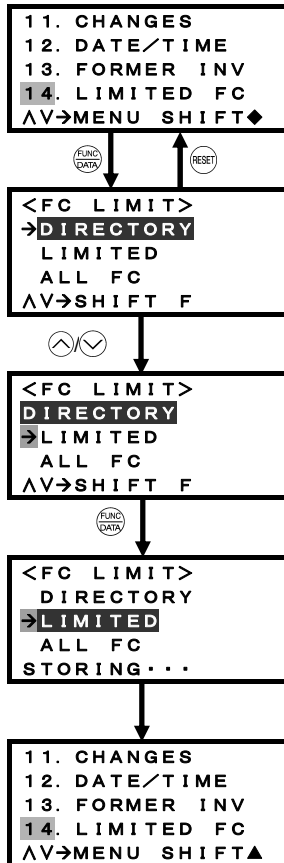 11. CHANGES
12. DATE/TIME
13. FORMER INV
14. LIMITED FC
∧∨→MENU SHIFT◆
FUNC
DATA
RESET
<FC LIMIT>
→DIRECTORY
LIMITED
ALL FC
∧∨→SHIFT F
∧/∨
<FC LIMIT>
DIRECTORY
→LIMITED
ALL FC
∧∨→SHIFT F
FUNC
DATA
<FC LIMIT>
DIRECTORY
→LIMITED
ALL FC
STORING···
11. CHANGES
12. DATE/TIME
13. FORMER INV
14. LIMITED FC
∧∨→MENU SHIFT▲